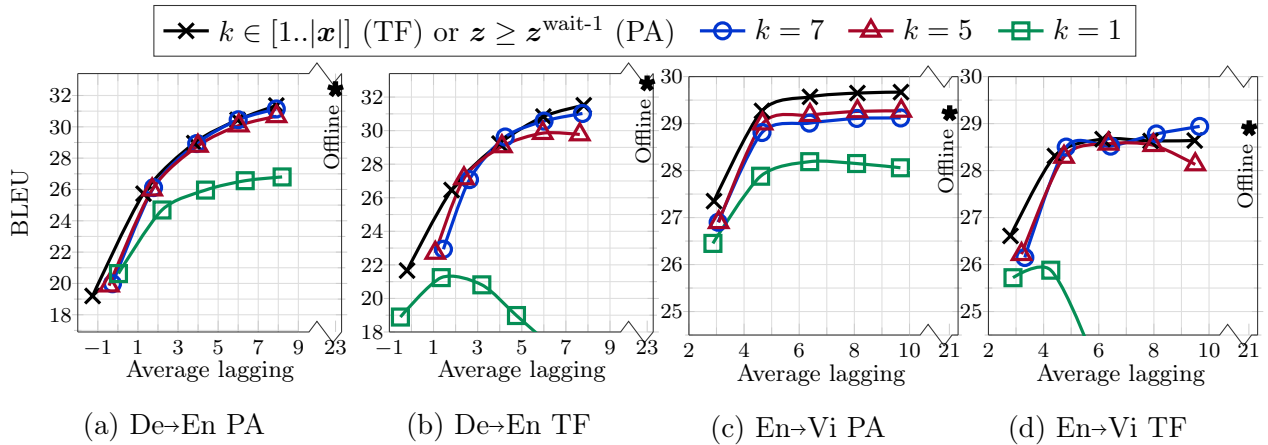 k ∈ [1..|x|] (TF) or z ≥ z^wait-1 (PA) k = 7 k = 5 k = 1
BLEU
32
30
28
26
24
22
20
18
−1 1 3 5 7 9 23
Average lagging
Offline
(a) De→En PA
32
30
28
26
24
22
20
18
−1 1 3 5 7 9 23
Average lagging
Offline
(b) De→En TF
30
29
28
27
26
25
2 4 6 8 10 21
Average lagging
Offline
(c) En→Vi PA
30
29
28
27
26
25
2 4 6 8 10 21
Average lagging
Offline
(d) En→Vi TF